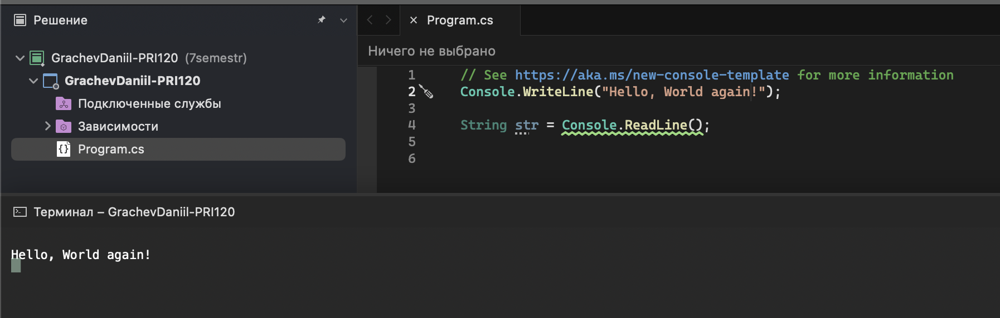 Решение
GrachevDaniil-PRI120 (7semestr)
GrachevDaniil-PRI120
Подключенные службы
Зависимости
Program.cs
Program.cs
Ничего не выбрано
1 // See https://aka.ms/new-console-template for more information
2 Console.WriteLine("Hello, World again!");
3
4 String str = Console.ReadLine();
5
6
Терминал – GrachevDaniil-PRI120
Hello, World again!